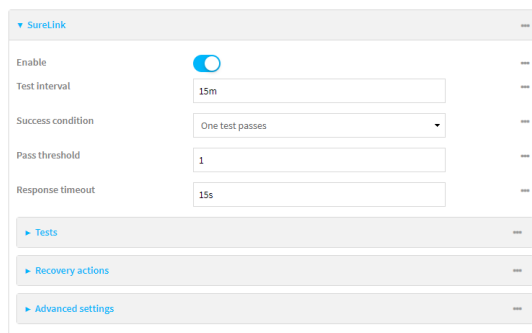 SureLink
Enable
Test interval
15m
Success condition
One test passes
Pass threshold
1
Response timeout
15s
Tests
Recovery actions
Advanced settings